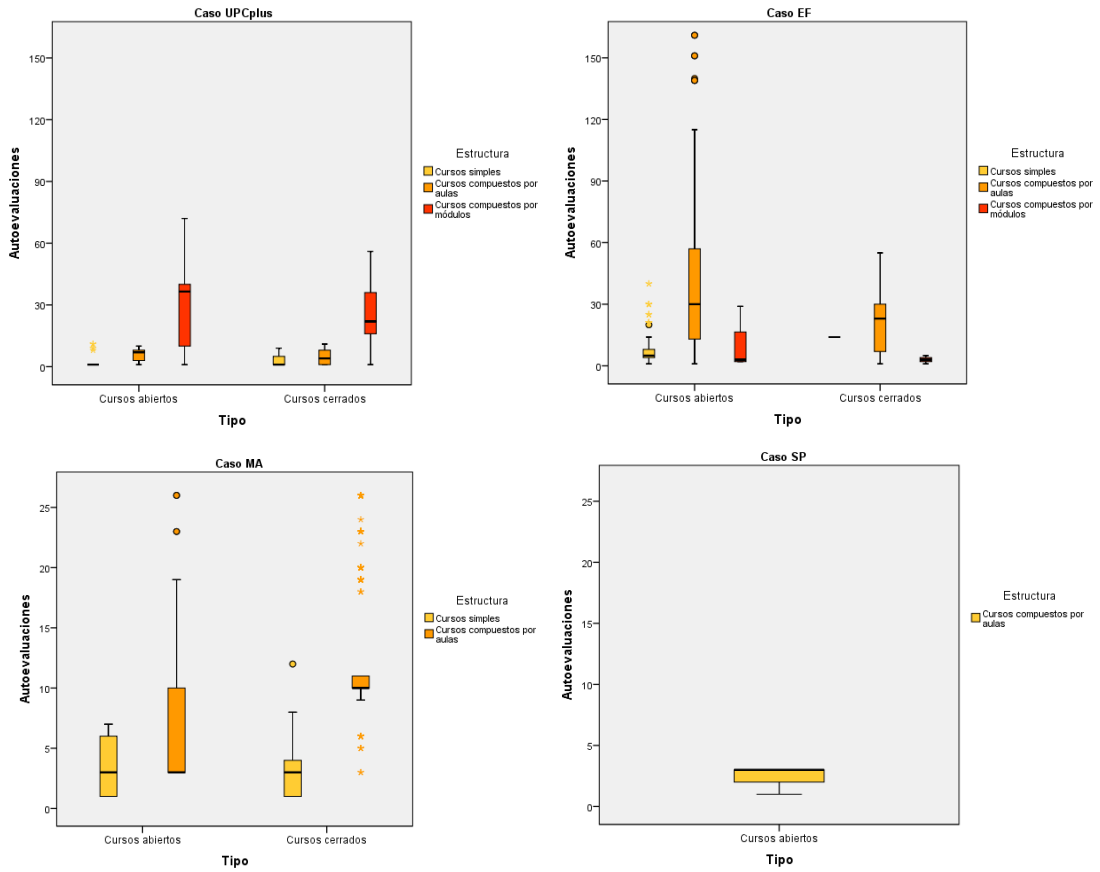 Caso UPCplus
Autoevaluaciones
150
120
90
60
30
0
Cursos abiertos
Cursos cerrados
Tipo
Estructura
Cursos simples
Cursos compuestos por
aulas
Cursos compuestos por
módulos
Caso EF
Autoevaluaciones
150
120
90
60
30
0
Cursos abiertos
Cursos cerrados
Tipo
Estructura
Cursos simples
Cursos compuestos por
aulas
Cursos compuestos por
módulos
Caso MA
Autoevaluaciones
25
20
15
10
5
0
Cursos abiertos
Cursos cerrados
Tipo
Estructura
Cursos simples
Cursos compuestos por
aulas
Caso SP
Autoevaluaciones
25
20
15
10
5
0
Cursos abiertos
Tipo
Estructura
Cursos compuestos por
aulas